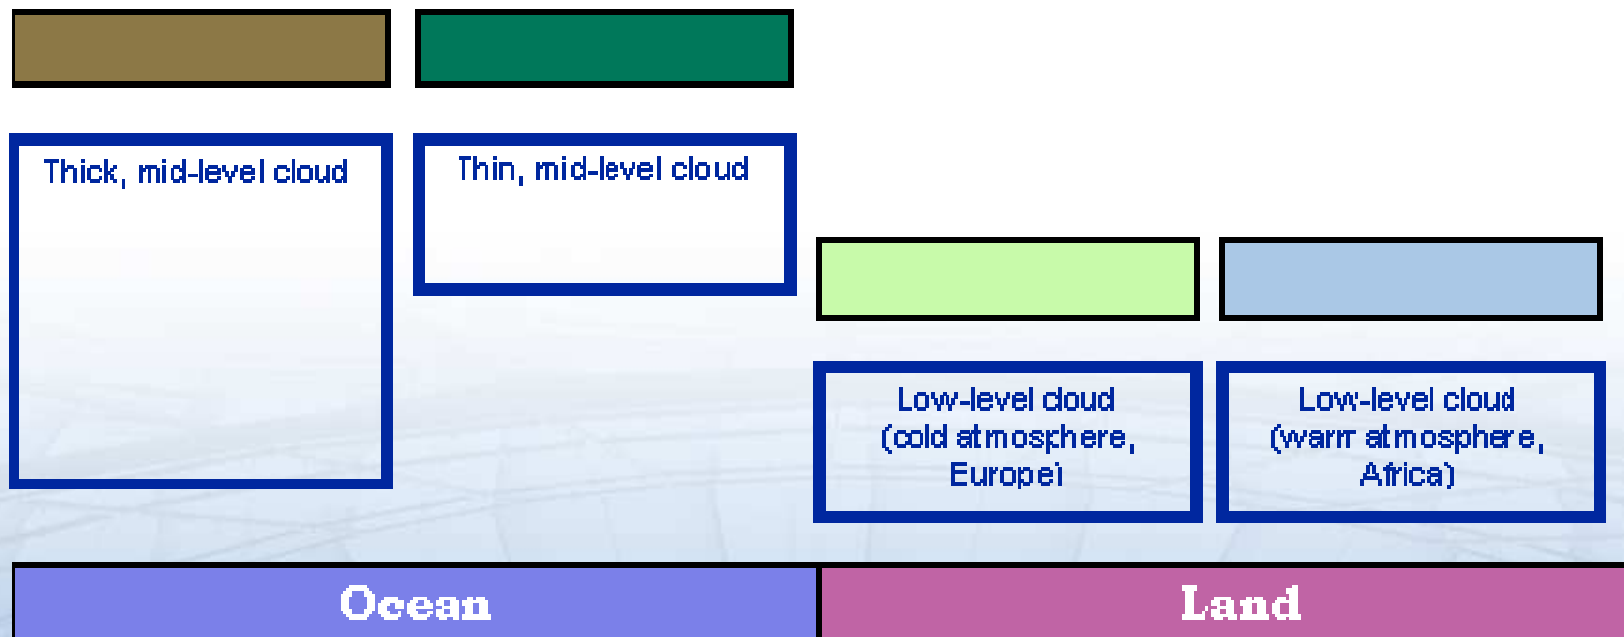 Thick, mid-level cloud
Thin, mid-level cloud
Low-level cloud
(cold atmosphere,
Europe)
Low-level cloud
(warm atmosphere,
Africa)
Ocean
Land